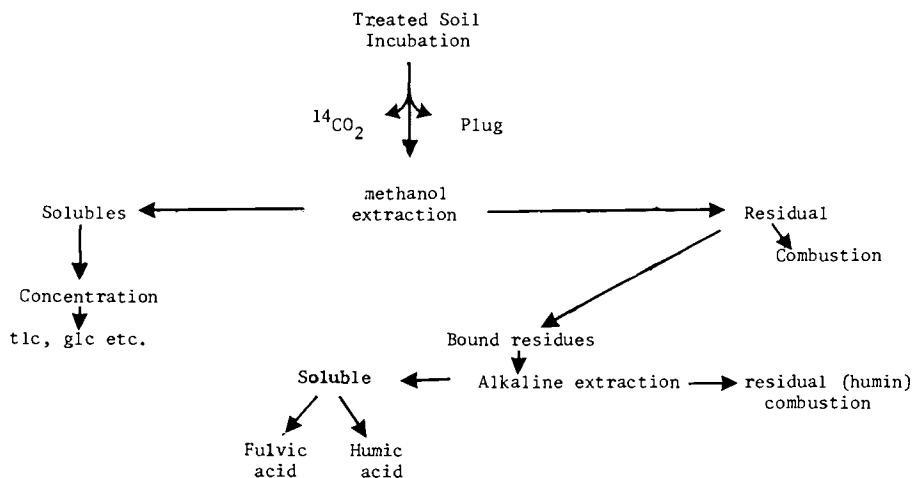 Treated Soil
Incubation
¹⁴CO₂
Plug
methanol
extraction
Solubles
Residual
Combustion
Concentration
tlc, glc etc.
Bound residues
Soluble
Alkaline extraction
residual (humin)
combustion
Fulvic
acid
Humic
acid